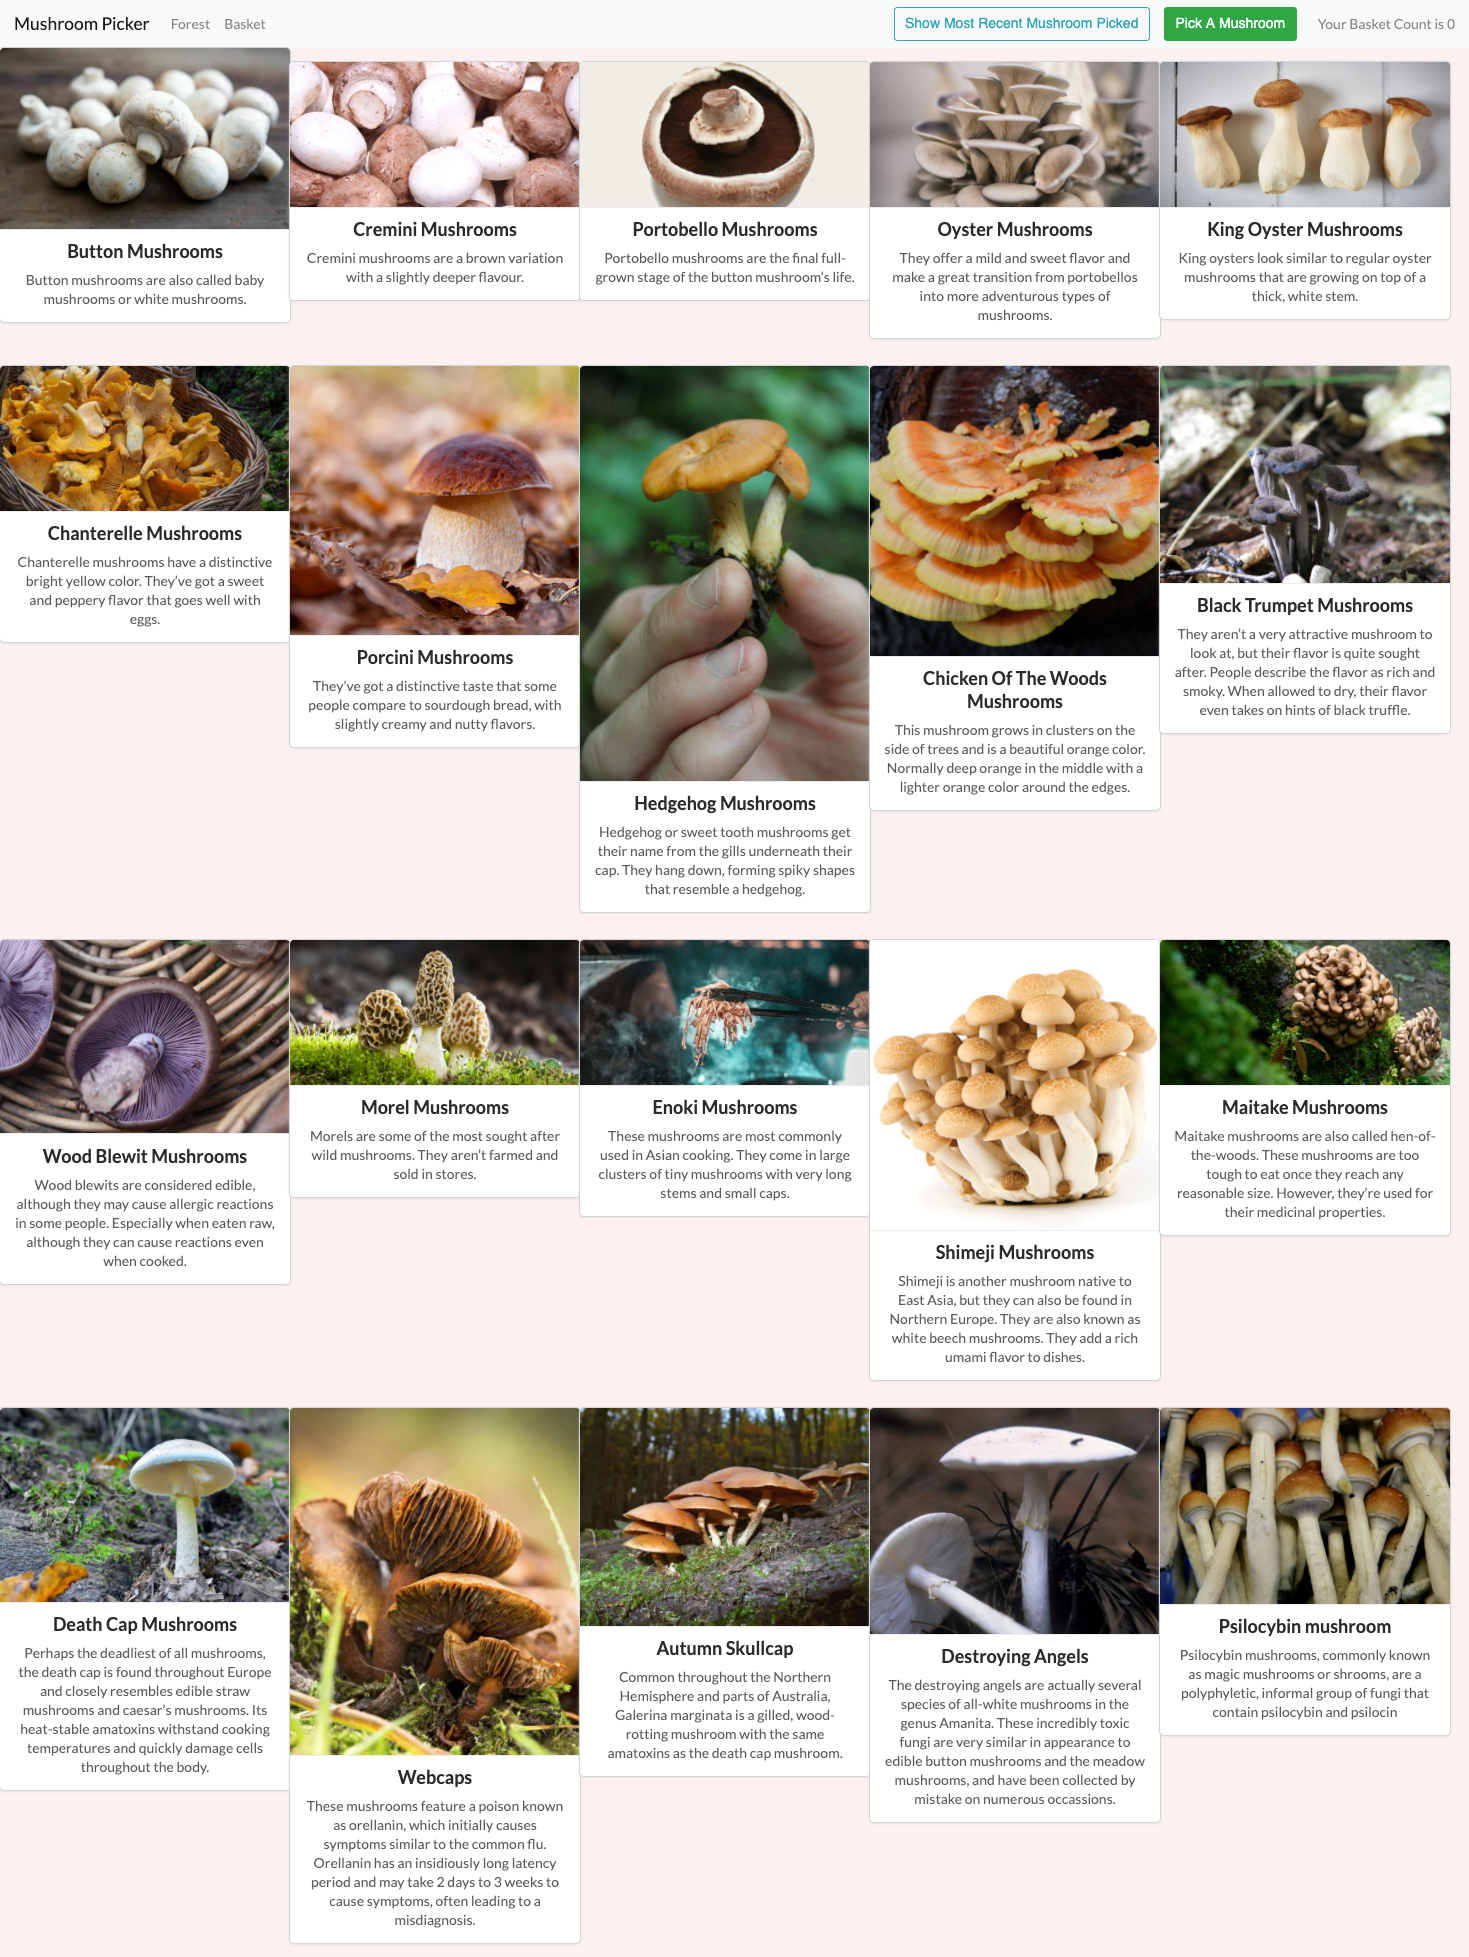 Mushroom Picker Forest Basket Show Most Recent Mushroom Picked Pick A Mushroom Your Basket Count is 0
Button Mushrooms
Button mushrooms are also called baby
mushrooms or white mushrooms.
Cremini Mushrooms
Cremini mushrooms are a brown variation
with a slightly deeper flavour.
Portobello Mushrooms
Portobello mushrooms are the final full-
grown stage of the button mushroom's life.
Oyster Mushrooms
They offer a mild and sweet flavor and
make a great transition from portobellos
into more adventurous types of
mushrooms.
King Oyster Mushrooms
King oysters look similar to regular oyster
mushrooms that are growing on top of a
thick, white stem.
Chanterelle Mushrooms
Chanterelle mushrooms have a distinctive
bright yellow color. They've got a sweet
and peppery flavor that goes well with
eggs.
Porcini Mushrooms
They've got a distinctive taste that some
people compare to sourdough bread, with
slightly creamy and nutty flavors.
Hedgehog Mushrooms
Hedgehog or sweet tooth mushrooms get
their name from the gills underneath their
cap. They hang down, forming spiky shapes
that resemble a hedgehog.
Chicken Of The Woods
Mushrooms
This mushroom grows in clusters on the
side of trees and is a beautiful orange color.
Normally deep orange in the middle with a
lighter orange color around the edges.
Black Trumpet Mushrooms
They aren't a very attractive mushroom to
look at, but their flavor is quite sought
after. People describe the flavor as rich and
smoky. When allowed to dry, their flavor
even takes on hints of black truffle.
Wood Blewit Mushrooms
Wood blewits are considered edible,
although they may cause allergic reactions
in some people. Especially when eaten raw,
although they can cause reactions even
when cooked.
Morel Mushrooms
Morels are some of the most sought after
wild mushrooms. They aren't farmed and
sold in stores.
Enoki Mushrooms
These mushrooms are most commonly
used in Asian cooking. They come in large
clusters of tiny mushrooms with very long
stems and small caps.
Shimeji Mushrooms
Shimeji is another mushroom native to
East Asia, but they can also be found in
Northern Europe. They are also known as
white beech mushrooms. They add a rich
umami flavor to dishes.
Maitake Mushrooms
Maitake mushrooms are also called hen-of-
the-woods. These mushrooms are too
tough to eat once they reach any
reasonable size. However, they're used for
their medicinal properties.
Death Cap Mushrooms
Perhaps the deadliest of all mushrooms,
the death cap is found throughout Europe
and closely resembles edible straw
mushrooms and caesar's mushrooms. Its
heat-stable amatoxins withstand cooking
temperatures and quickly damage cells
throughout the body.
Webcaps
These mushrooms feature a poison known
as orellanin, which initially causes
symptoms similar to the common flu.
Orellanin has an insidiously long latency
period and may take 2 days to 3 weeks to
cause symptoms, often leading to a
misdiagnosis.
Autumn Skullcap
Common throughout the Northern
Hemisphere and parts of Australia,
Galerina marginata is a gilled, wood-
rotting mushroom with the same
amatoxins as the death cap mushroom.
Destroying Angels
The destroying angels are actually several
species of all-white mushrooms in the
genus Amanita. These incredibly toxic
fungi are very similar in appearance to
edible button mushrooms and the meadow
mushrooms, and have been collected by
mistake on numerous occassions.
Psilocybin mushroom
Psilocybin mushrooms, commonly known
as magic mushrooms or shrooms, are a
polyphyletic, informal group of fungi that
contain psilocybin and psilocin